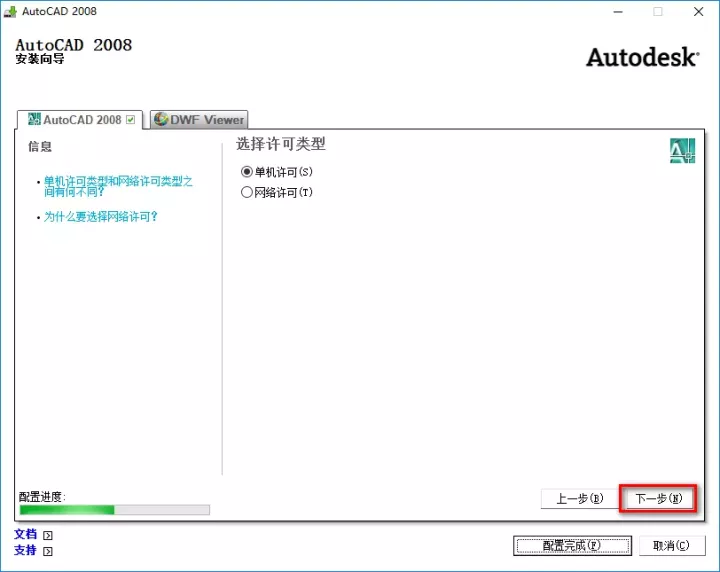 AutoCAD 2008
AutoCAD 2008
安装向导
Autodesk
AutoCAD 2008
DWF Viewer
信息
单机许可类型和网络许可类型之
间有何不同?
为什么要选择网络许可?
选择许可类型
单机许可(S)
网络许可(T)
配置进度:
上一步(B)
下一步(N)
文档
支持
配置完成(F)
取消(C)